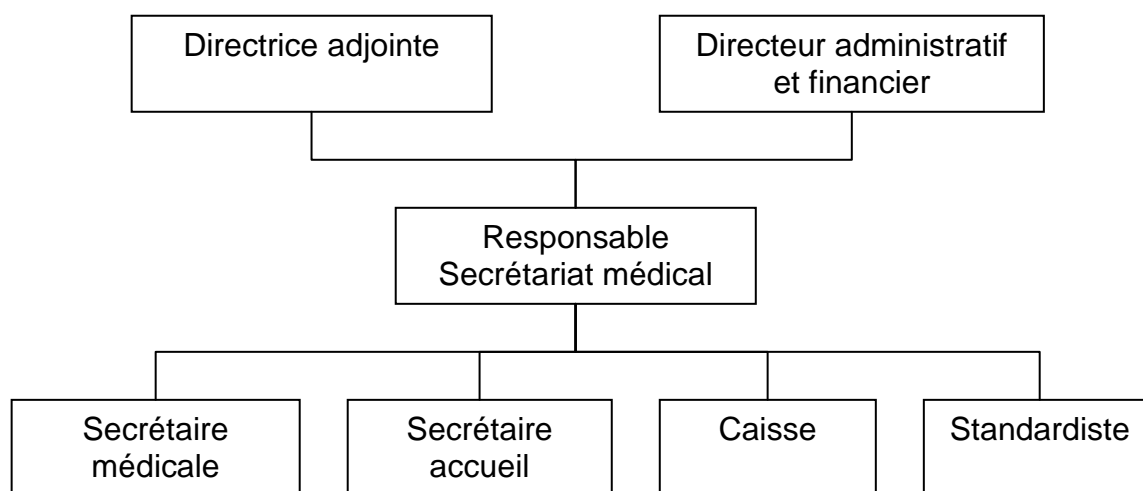 Directrice adjointe
Directeur administratif
et financier
Responsable
Secrétariat médical
Secrétaire
médicale
Secrétaire
accueil
Caisse
Standardiste